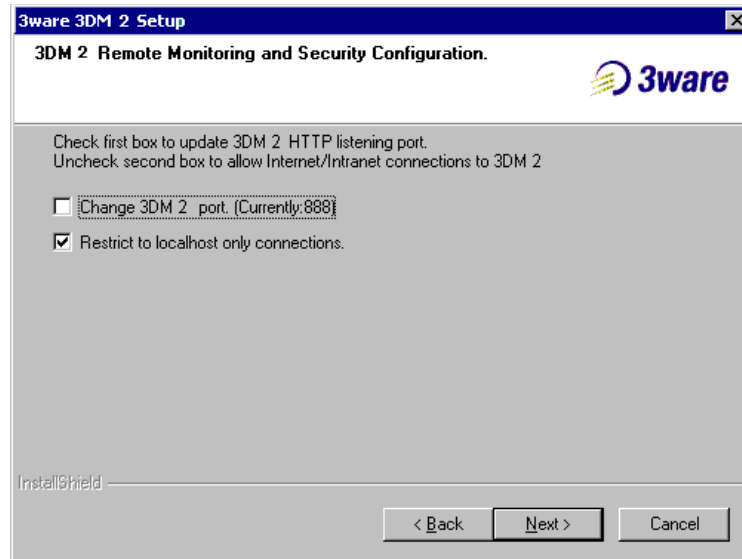 3ware 3DM 2 Setup
3DM 2 Remote Monitoring and Security Configuration.
3ware
Check first box to update 3DM 2 HTTP listening port.
Uncheck second box to allow Internet/Intranet connections to 3DM 2
Change 3DM 2 port. (Currently:888)
Restrict to localhost only connections.
InstallShield
< Back
Next >
Cancel